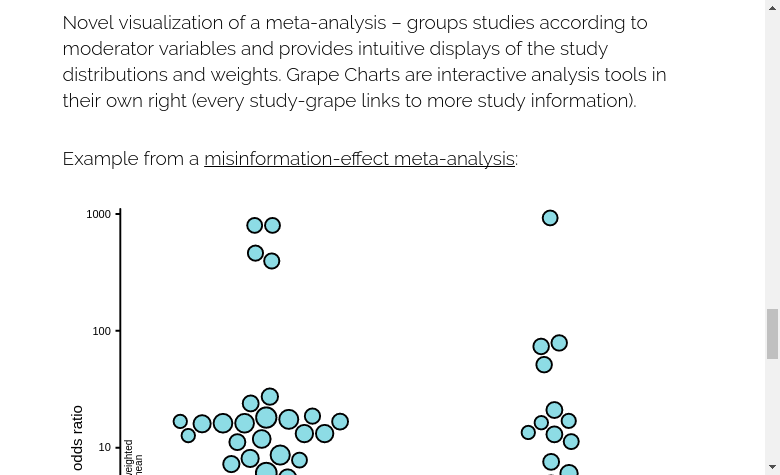 Novel visualization of a meta-analysis – groups studies according to
moderator variables and provides intuitive displays of the study
distributions and weights. Grape Charts are interactive analysis tools in
their own right (every study-grape links to more study information).
Example from a misinformation-effect meta-analysis:
1000
100
10
odds ratio